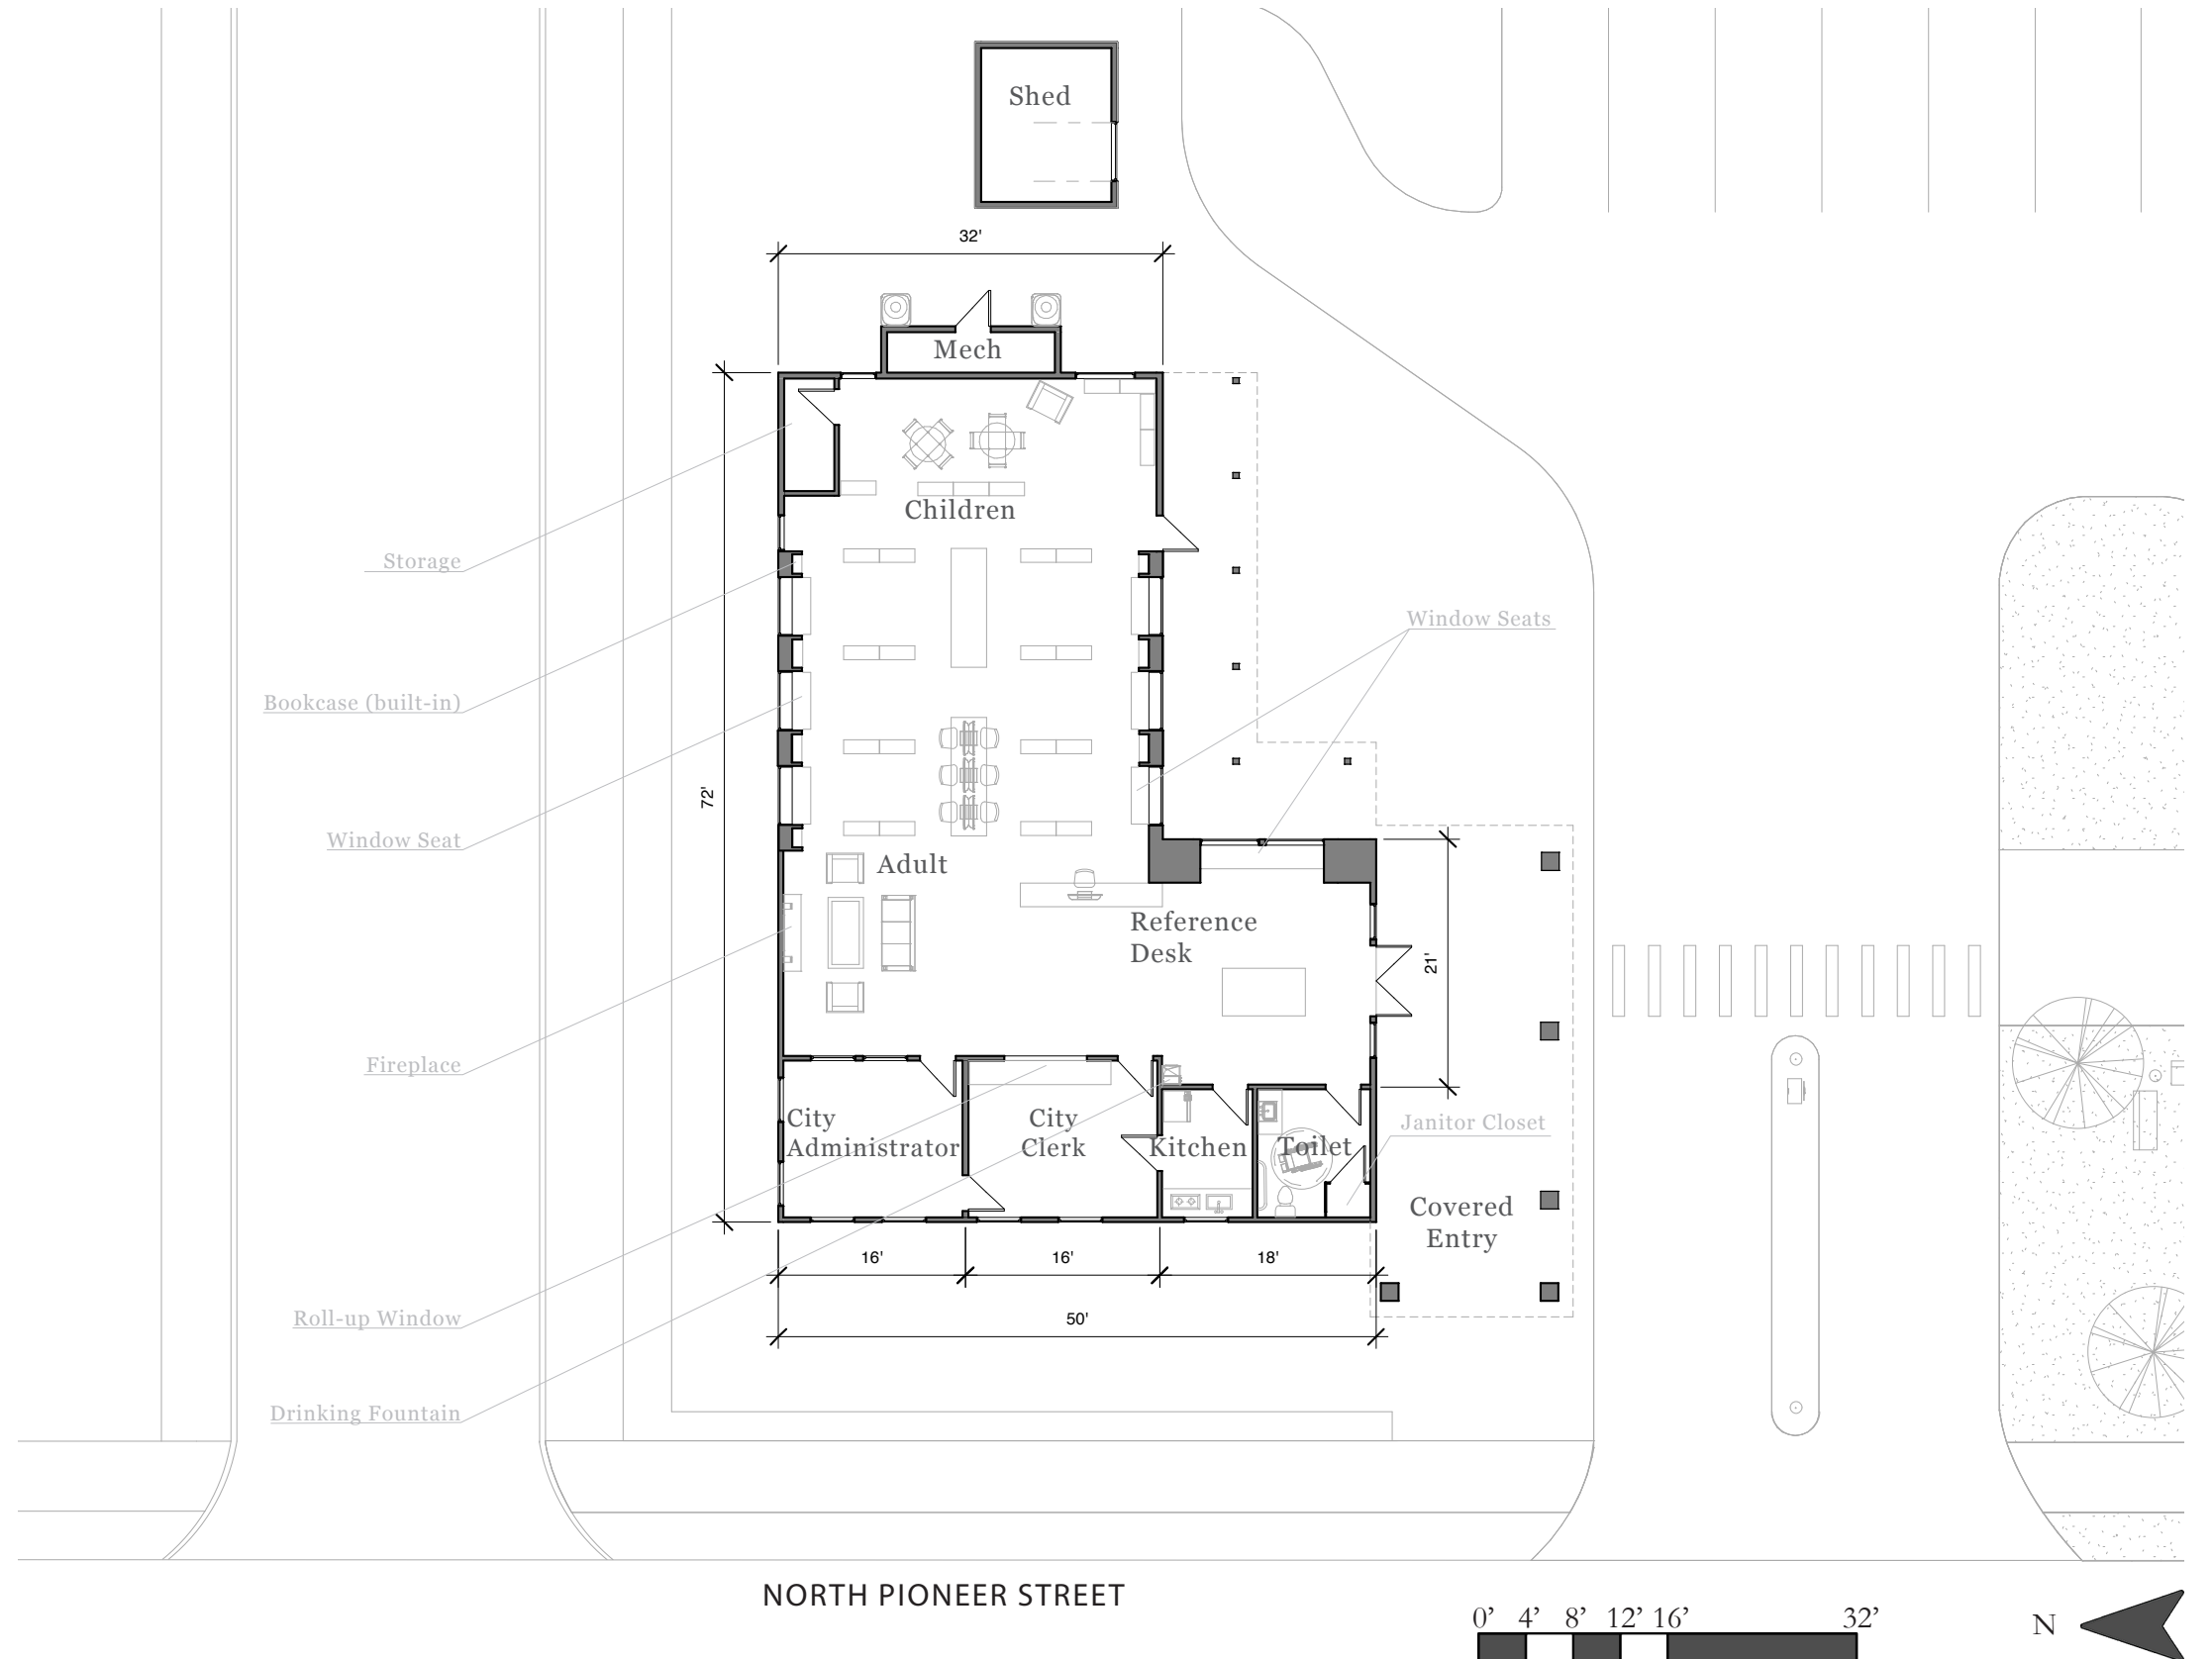 Shed
32'
Mech
Children
Storage
Window Seats
Bookcase (built-in)
72'
Window Seat
Adult
Reference
Desk
21'
Fireplace
City
Administrator
City
Clerk
Kitchen
Toilet
Janitor Closet
Covered
Entry
16'
16'
18'
Roll-up Window
50'
Drinking Fountain
NORTH PIONEER STREET
0’ 4’ 8’ 12’ 16’ 32’
N